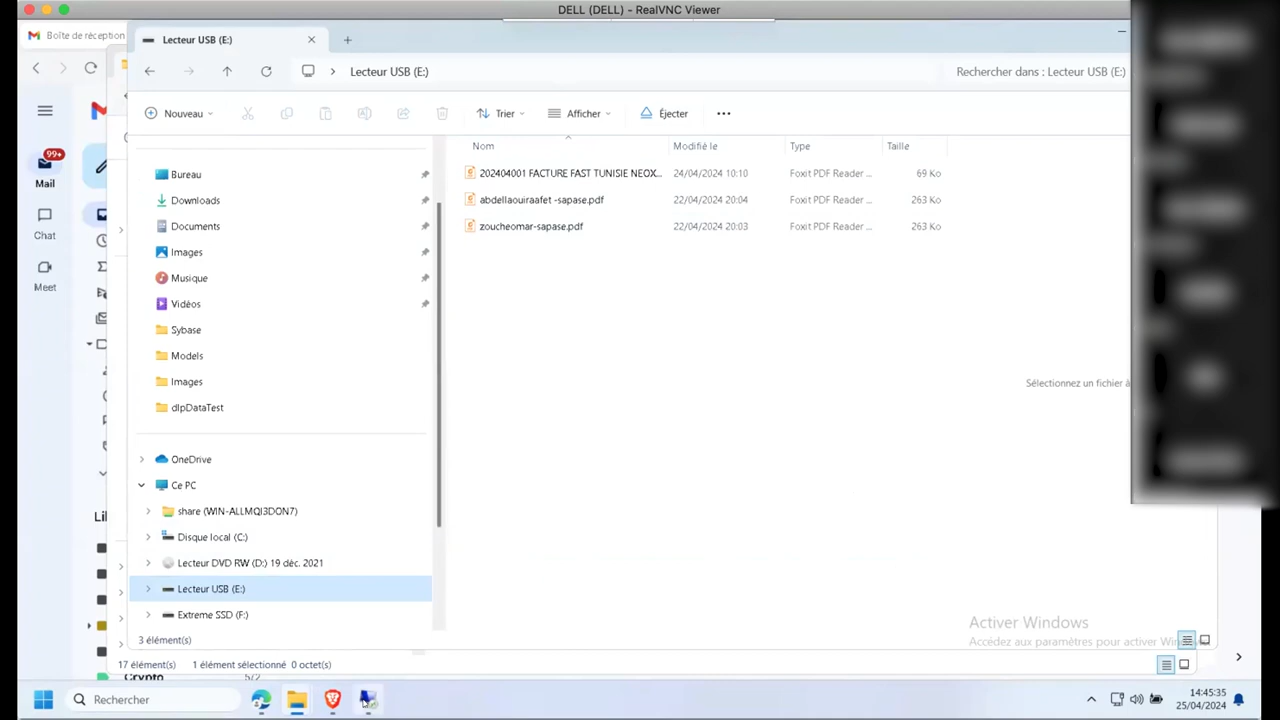 DELL (DELL) - RealVNC Viewer
Boîte de réception
Lecteur USB (E:)
Lecteur USB (E:)
Rechercher dans : Lecteur USB (E:)
Nouveau
Trier
Afficher
Éjecter
99+
Mail
Chat
Meet
Bureau
Downloads
Documents
Images
Musique
Vidéos
Sybase
Models
Images
dlpDataTest
OneDrive
Ce PC
share (WIN-ALLMQI3DON7)
Disque local (C:)
Lecteur DVD RW (D:) 19 déc. 2021
Lecteur USB (E:)
Extreme SSD (F:)
Nom Modifié le Type Taille
202404001 FACTURE FAST TUNISIE NEOX... 24/04/2024 10:10 Foxit PDF Reader ... 69 Ko
abdellaouiraafet -sapase.pdf 22/04/2024 20:04 Foxit PDF Reader ... 263 Ko
zoucheomar-sapase.pdf 22/04/2024 20:03 Foxit PDF Reader ... 263 Ko
Sélectionnez un fichier à
Activer Windows
Accédez aux paramètres pour activer Win
3 élément(s)
17 élément(s) 1 élément sélectionné 0 octet(s)
Crypto
Rechercher
14:45:35
25/04/2024